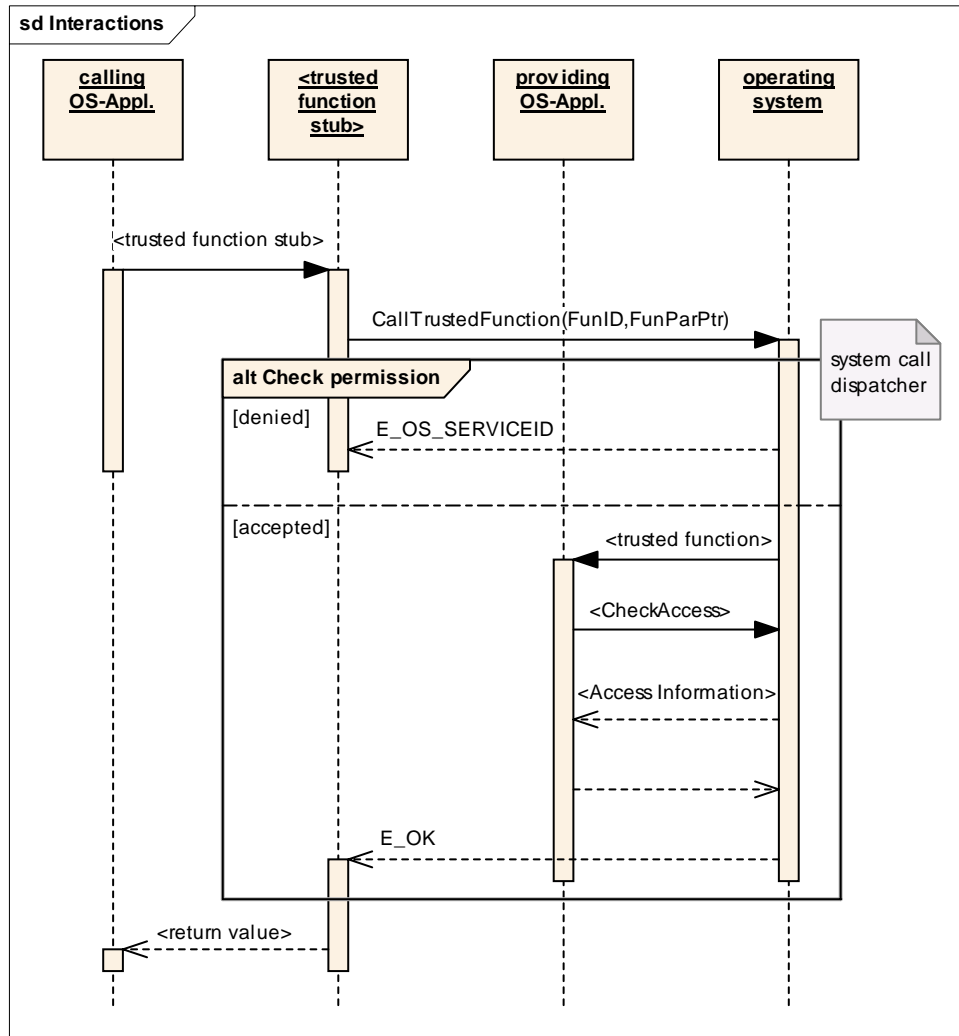 sd Interactions
calling
OS-Appl.
<trusted
function
stub>
providing
OS-Appl.
operating
system
<trusted function stub>
CallTrustedFunction(FunID,FunParPtr)
system call
dispatcher
alt Check permission
[denied]
E_OS_SERVICEID
[accepted]
<trusted function>
<CheckAccess>
<Access Information>
E_OK
<return value>